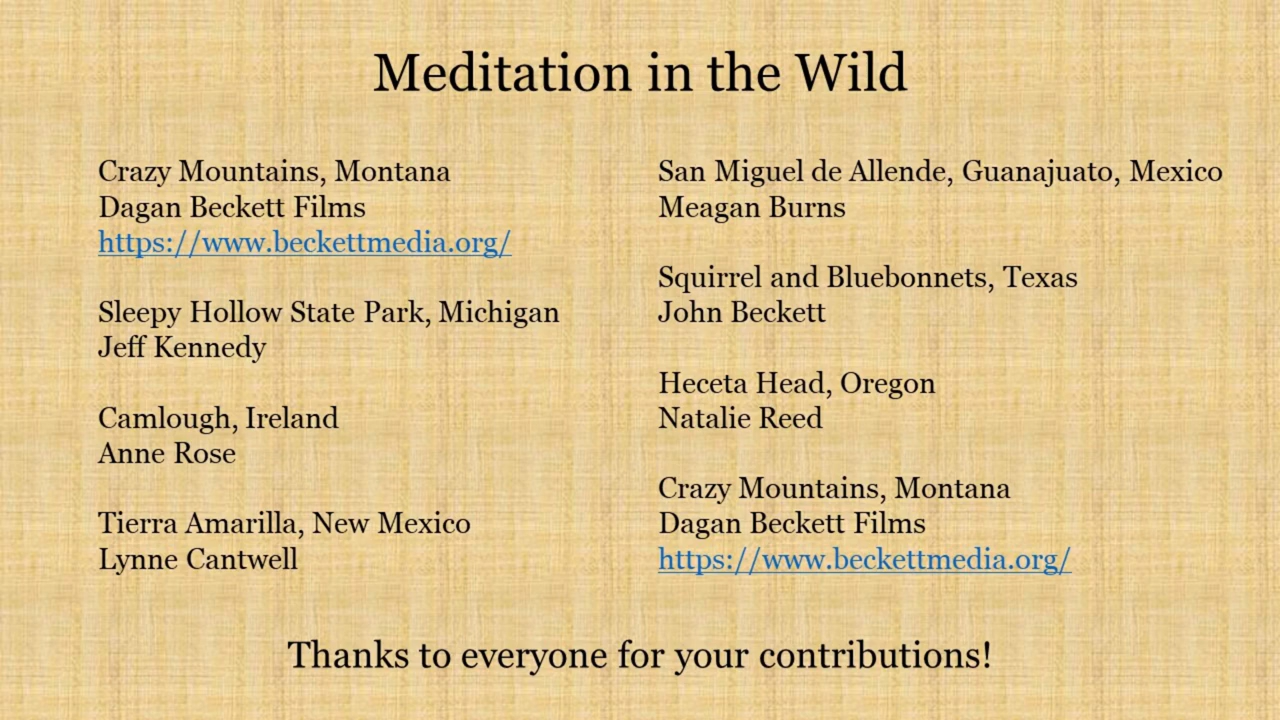 Meditation in the Wild
Crazy Mountains, Montana
Dagan Beckett Films
https://www.beckettmedia.org/
Sleepy Hollow State Park, Michigan
Jeff Kennedy
Camlough, Ireland
Anne Rose
Tierra Amarilla, New Mexico
Lynne Cantwell
San Miguel de Allende, Guanajuato, Mexico
Meagan Burns
Squirrel and Bluebonnets, Texas
John Beckett
Heceta Head, Oregon
Natalie Reed
Crazy Mountains, Montana
Dagan Beckett Films
https://www.beckettmedia.org/
Thanks to everyone for your contributions!